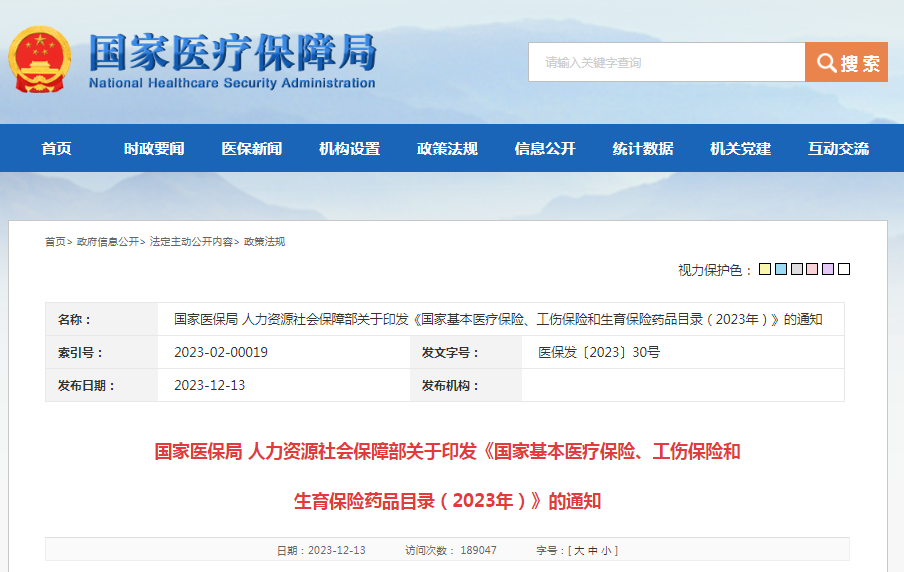 国家医疗保障局
National Healthcare Security Administration
请输入关键字查询
搜索
首页 时政要闻 医保新闻 机构设置 政策法规 信息公开 统计数据 机关党建 互动交流
首页> 政府信息公开> 法定主动公开内容> 政策法规
视力保护色：
名称： 国家医保局 人力资源社会保障部关于印发《国家基本医疗保险、工伤保险和生育保险药品目录（2023年）》的通知
索引号： 2023-02-00019 发文字号： 医保发〔2023〕30号
发布日期： 2023-12-13 发布机构：
国家医保局 人力资源社会保障部关于印发《国家基本医疗保险、工伤保险和
生育保险药品目录（2023年）》的通知
日期：2023-12-13 访问次数： 189047 字号：[ 大 中 小 ]